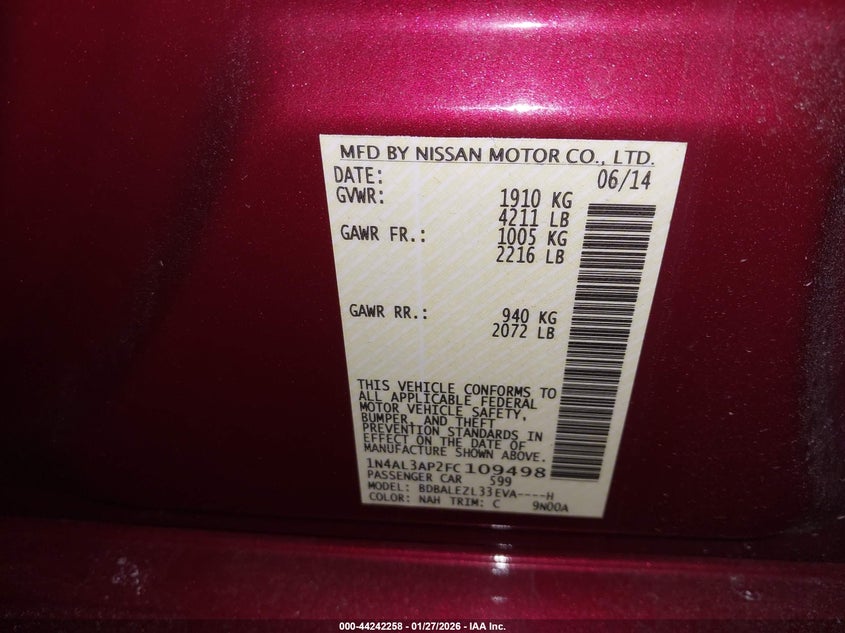 MFD BY NISSAN MOTOR CO., LTD.
DATE: 06/14
GVWR: 1910 KG
4211 LB
GAWR FR.: 1005 KG
2216 LB
GAWR RR.: 940 KG
2072 LB
THIS VEHICLE CONFORMS TO
ALL APPLICABLE FEDERAL
MOTOR VEHICLE SAFETY,
BUMPER, AND THEFT
PREVENTION STANDARDS IN
EFFECT ON THE DATE OF
MANUFACTURE SHOWN ABOVE.
1N4AL3AP2FC109498
PASSENGER CAR 599
MODEL: BDBALEZL33EVA----H
COLOR: NAH TRIM: C 9N00A
000-44242258 - 01/27/2026 - IAA Inc.